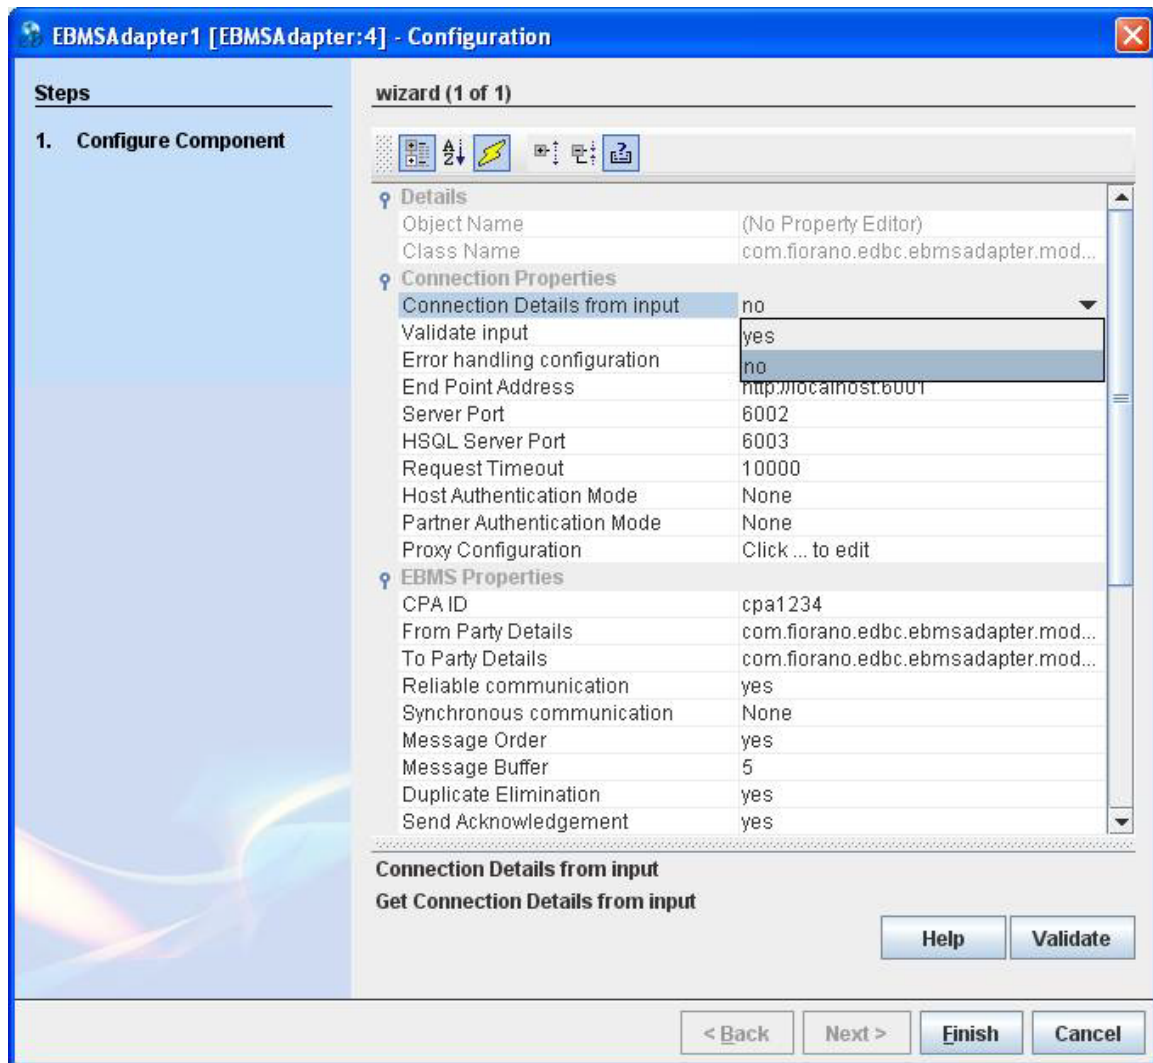 EBMSAdapter1 [EBMSAdapter:4] - Configuration
Steps
1. Configure Component
wizard (1 of 1)
Details
Object Name (No Property Editor)
Class Name com.fiorano.edbc.ebmsadapter.mod...
Connection Properties
Connection Details from input no
Validate input yes
Error handling configuration no
End Point Address http://localhost:6001
Server Port 6002
HSQL Server Port 6003
Request Timeout 10000
Host Authentication Mode None
Partner Authentication Mode None
Proxy Configuration Click ... to edit
EBMS Properties
CPA ID cpa1234
From Party Details com.fiorano.edbc.ebmsadapter.mod...
To Party Details com.fiorano.edbc.ebmsadapter.mod...
Reliable communication yes
Synchronous communication None
Message Order yes
Message Buffer 5
Duplicate Elimination yes
Send Acknowledgement yes
Connection Details from input
Get Connection Details from input
Help Validate
< Back Next > Finish Cancel